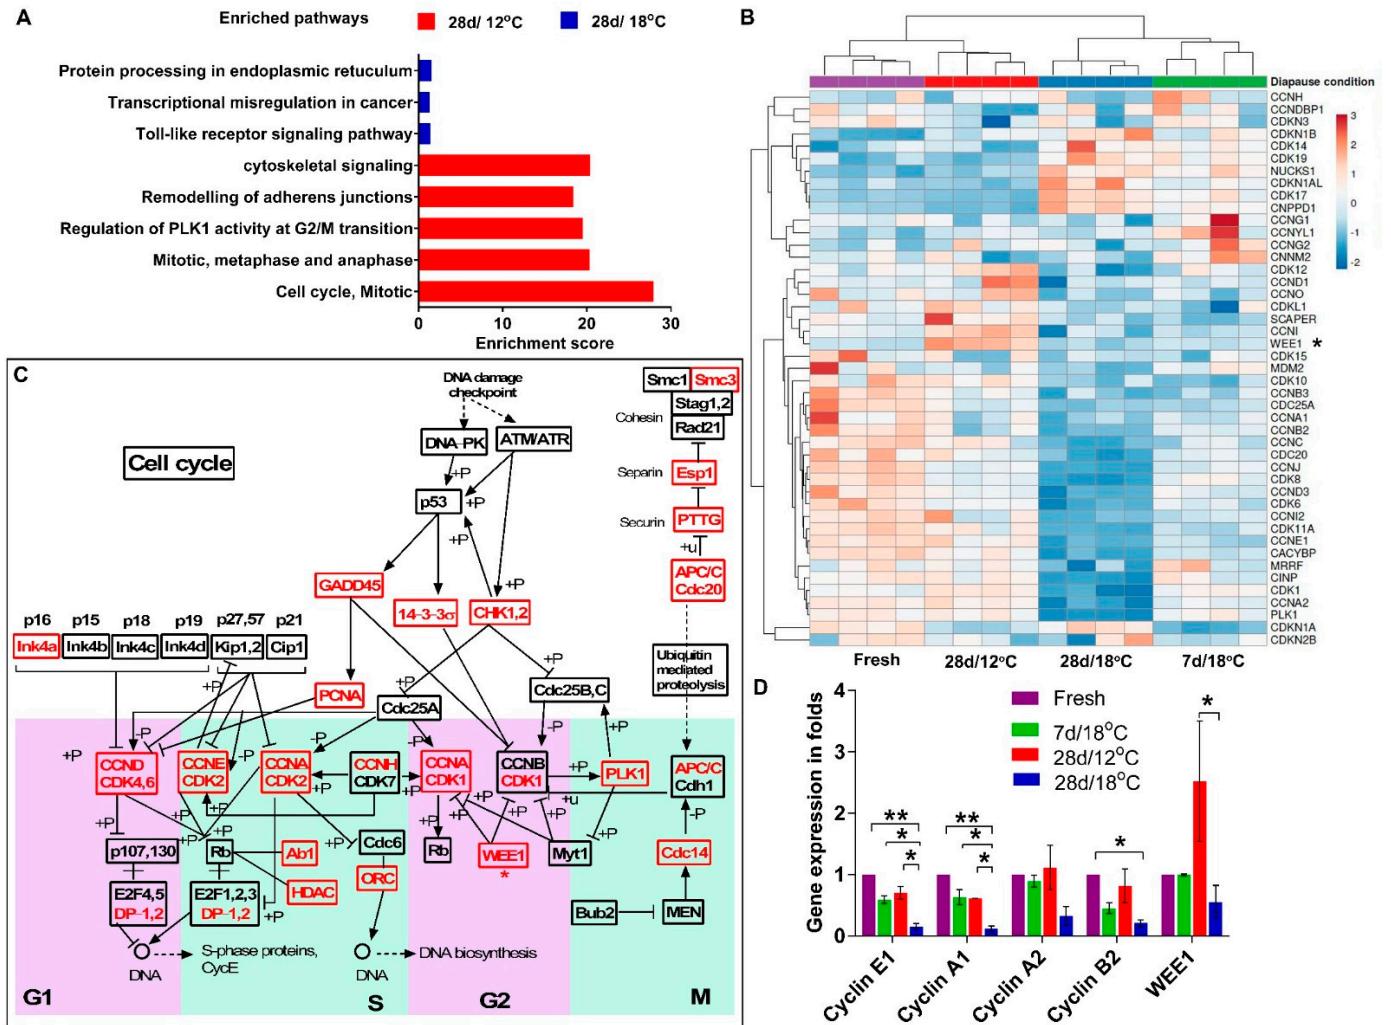 A
Enriched pathways
28d/ 12°C
28d/ 18°C
Protein processing in endoplasmic retuculum
Transcriptional misregulation in cancer
Toll-like receptor signaling pathway
cytoskeletal signaling
Remodelling of adherens junctions
Regulation of PLK1 activity at G2/M transition
Mitotic, metaphase and anaphase
Cell cycle, Mitotic
0 10 20 30
Enrichment score
B
Diapause condition
CCNH
CCNDBP1
CDKN3
CDKN1B
CDK14
CDK19
NUCKS1
CDKN1AL
CDK17
CNPPD1
CCNG1
CCNYL1
CCNG2
CNNM2
CDK12
CCND1
CCNO
CDKL1
SCAPER
CCNI
WEE1 *
CDK15
MDM2
CDK10
CCNB3
CDC25A
CCNA1
CCNB2
CCNC
CDC20
CCNJ
CDK8
CCND3
CDK6
CCNI2
CDK11A
CCNE1
CACYBP
MRRF
CINP
CDK1
CCNA2
PLK1
CDKN1A
CDKN2B
3
2
1
0
-1
-2
Fresh 28d/12°C 28d/18°C 7d/18°C
C
Cell cycle
DNA damage
checkpoint
DNA-PK
ATM/ATR
+P
+P
p53
+P
+P
GADD45
14-3-3σ
CHK1,2
Smc1 Smc3
Stag1,2
Cohesin
Rad21
Separin
Esp1
Securin
PTTG
+u
APC/C
Cdc20
Ubiquitin
mediated
proteolysis
p16 p15 p18 p19 p27,57 p21
Ink4a Ink4b Ink4c Ink4d Kip1,2 Cip1
+P
PCNA
+P
+P
Cdc25A
Cdc25B,C
-P
-P
-P
-P
-P
+P
+P
+P
CCND
CDK4,6
CCNE
CDK2
CCNA
CDK2
CCNH
CDK7
CCNA
CDK1
CCNB
CDK1
PLK1
APC/C
Cdh1
+P
+P
+P
+P
+P
+P
+P
+P
+u
+P
-P
p107,130
Rb
Ab1
HDAC
Cdc6
ORC
Rb
WEE1
*
Myt1
Cdc14
E2F4,5
DP-1,2
E2F1,2,3
DP-1,2
+P
Bub2
MEN
DNA
S-phase proteins,
CycE
DNA
DNA biosynthesis
G1 S G2 M
D
Gene expression in folds
4
3
2
1
0
Fresh
7d/18°C
28d/12°C
28d/18°C
**
*
*
**
*
*
*
*
Cyclin E1
Cyclin A1
Cyclin A2
Cyclin B2
WEE1